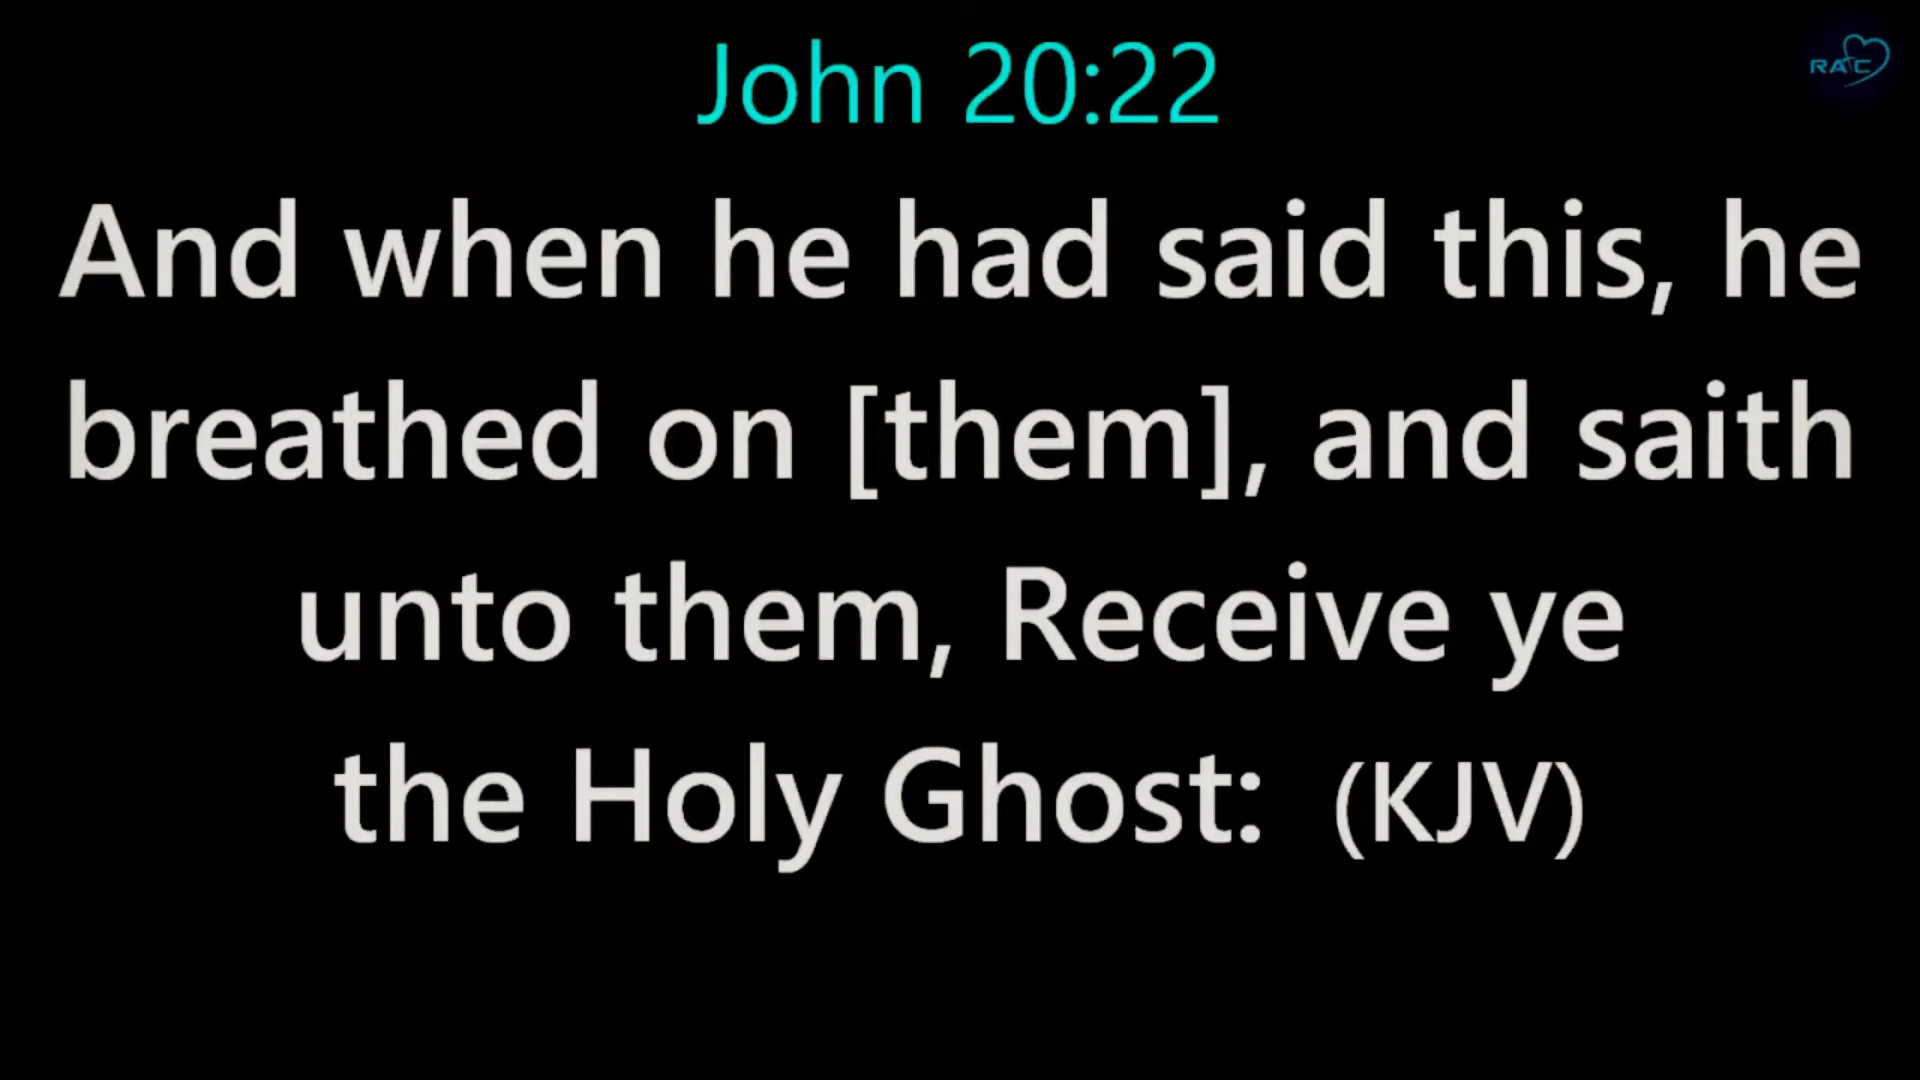 John 20:22
RAC
And when he had said this, he
breathed on [them], and saith
unto them, Receive ye
the Holy Ghost: (KJV)